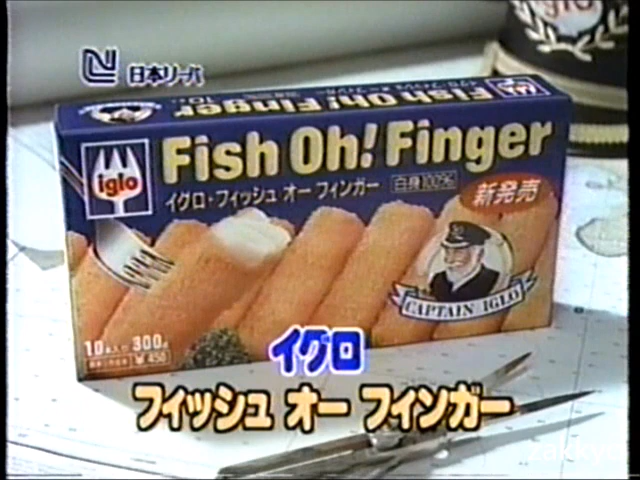 日本リーバ
iglo
Fish Oh! Finger
イグロ・フィッシュ オー フィンガー
白身100%
新発売
CAPTAIN IGLO
10本入り 300g
¥450
イグロ
フィッシュ オー フィンガー
zakkyo